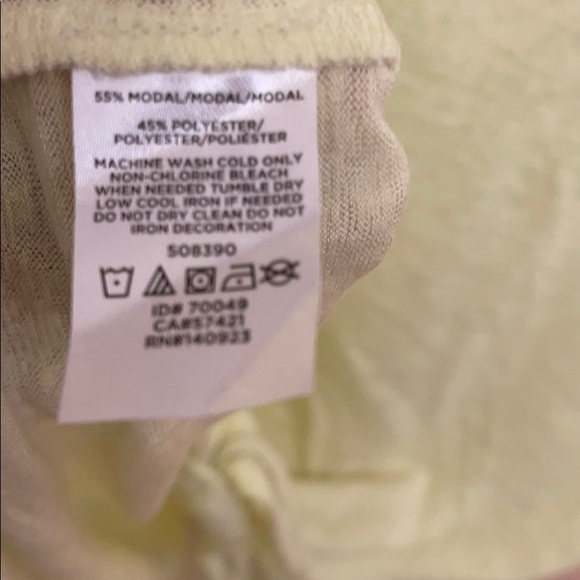 55% MODAL/MODAL/MODAL
45% POLYESTER/
POLYESTER/POLIÉSTER
MACHINE WASH COLD ONLY
NON-CHLORINE BLEACH
WHEN NEEDED TUMBLE DRY
LOW COOL IRON IF NEEDED
DO NOT DRY CLEAN DO NOT
IRON DECORATION
508390
ID# 70049
CA#57421
RN#140923